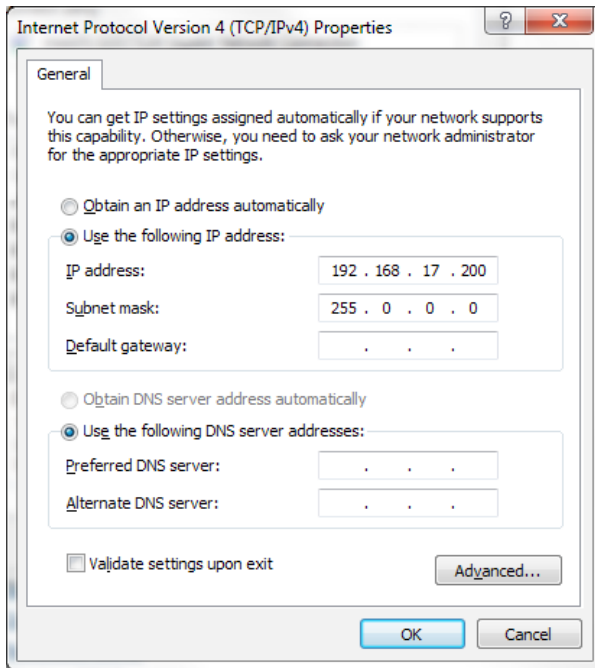 Internet Protocol Version 4 (TCP/IPv4) Properties
?
X
General
You can get IP settings assigned automatically if your network supports
this capability. Otherwise, you need to ask your network administrator
for the appropriate IP settings.
Obtain an IP address automatically
Use the following IP address:
IP address: 192 . 168 . 17 . 200
Subnet mask: 255 . 0 . 0 . 0
Default gateway: . . .
Obtain DNS server address automatically
Use the following DNS server addresses:
Preferred DNS server: . . .
Alternate DNS server: . . .
Validate settings upon exit
Advanced...
OK
Cancel